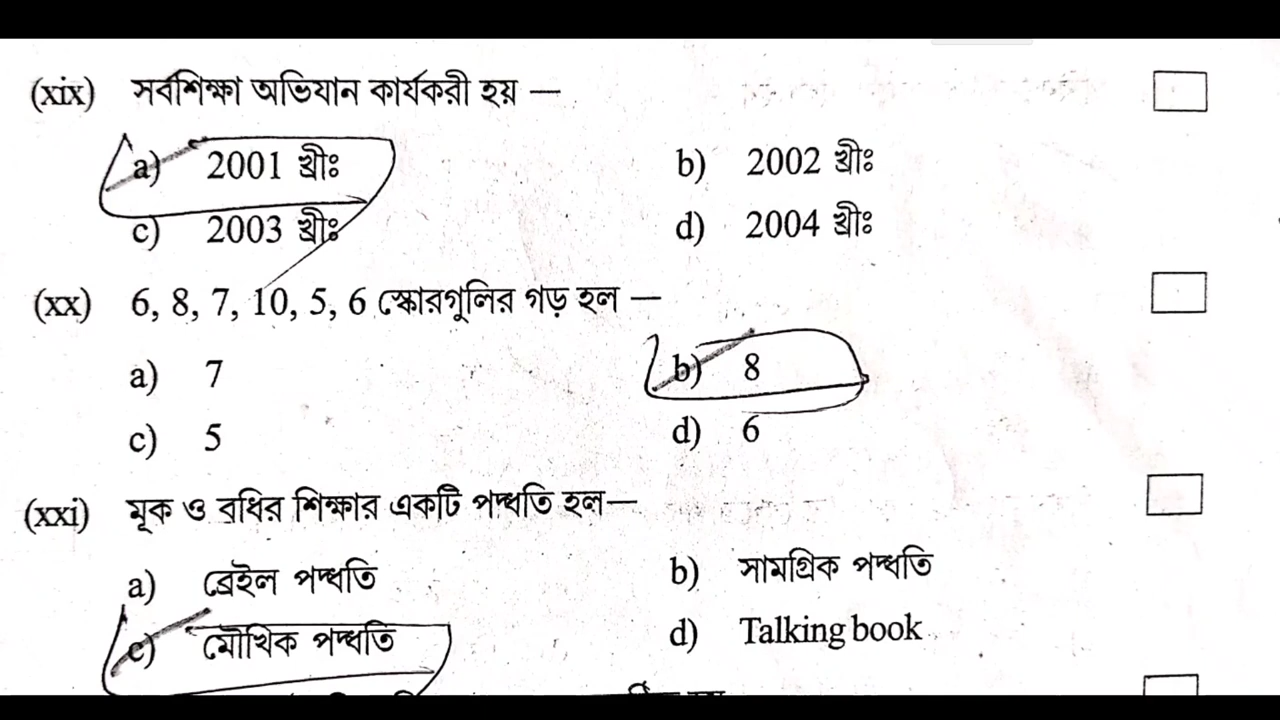 (xix) সর্বশিক্ষা অভিযান কার্যকরী হয় —
a) 2001 খ্রীঃ b) 2002 খ্রীঃ
c) 2003 খ্রীঃ d) 2004 খ্রীঃ
(xx) 6, 8, 7, 10, 5, 6 স্কোরগুলির গড় হল —
a) 7 b) 8
c) 5 d) 6
(xxi) মূক ও বধির শিক্ষার একটি পদ্ধতি হল—
a) ব্রেইল পদ্ধতি b) সামগ্রিক পদ্ধতি
c) মৌখিক পদ্ধতি d) Talking book